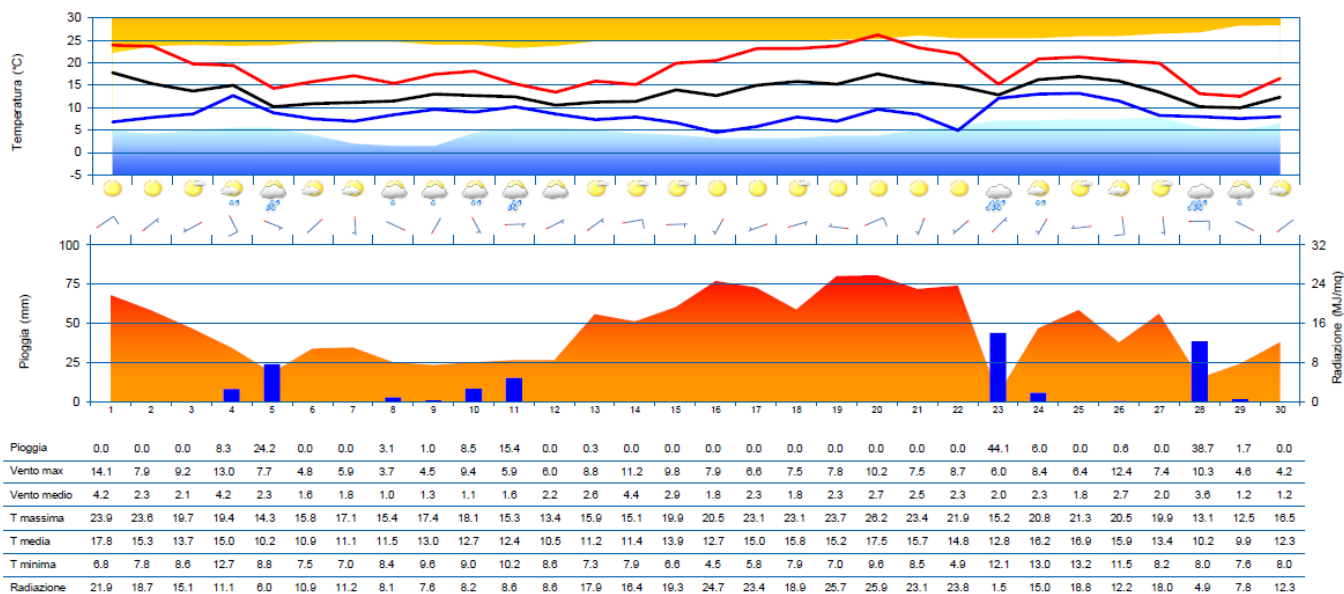 Temperatura (°C)
30
25
20
15
10
5
0
-5
Pioggia (mm)
100
75
50
25
0
32
24
16
8
0
Radiazione (MJ/mq)
1 2 3 4 5 6 7 8 9 10 11 12 13 14 15 16 17 18 19 20 21 22 23 24 25 26 27 28 29 30
Pioggia 0.0 0.0 0.0 8.3 24.2 0.0 0.0 3.1 1.0 8.5 15.4 0.0 0.3 0.0 0.0 0.0 0.0 0.0 0.0 0.0 0.0 0.0 44.1 6.0 0.0 0.6 0.0 38.7 1.7 0.0
Vento max 14.1 7.9 9.2 13.0 7.7 4.8 5.9 3.7 4.5 9.4 5.9 6.0 8.8 11.2 9.8 7.9 6.6 7.5 7.8 10.2 7.5 8.7 6.0 8.4 6.4 12.4 7.4 10.3 4.6 4.2
Vento medio 4.2 2.3 2.1 4.2 2.3 1.6 1.8 1.0 1.3 1.1 1.6 2.2 2.6 4.4 2.9 1.8 2.3 1.8 2.3 2.7 2.5 2.3 2.0 2.3 1.8 2.7 2.0 3.6 1.2 1.2
T massima 23.9 23.6 19.7 19.4 14.3 15.8 17.1 15.4 17.4 18.1 15.3 13.4 15.9 15.1 19.9 20.5 23.1 23.1 23.7 26.2 23.4 21.9 15.2 20.8 21.3 20.5 19.9 13.1 12.5 16.5
T media 17.8 15.3 13.7 15.0 10.2 10.9 11.1 11.5 13.0 12.7 12.4 10.5 11.2 11.4 13.9 12.7 15.0 15.8 15.2 17.5 15.7 14.8 12.8 16.2 16.9 15.9 13.4 10.2 9.9 12.3
T minima 6.8 7.8 8.6 12.7 8.8 7.5 7.0 8.4 9.6 9.0 10.2 8.6 7.3 7.9 6.6 4.5 5.8 7.9 7.0 9.6 8.5 4.9 12.1 13.0 13.2 11.5 8.2 8.0 7.6 8.0
Radiazione 21.9 18.7 15.1 11.1 6.0 10.9 11.2 8.1 7.6 8.2 8.6 8.6 17.9 16.4 19.3 24.7 23.4 18.9 25.7 25.9 23.1 23.8 1.5 15.0 18.8 12.2 18.0 4.9 7.8 12.3